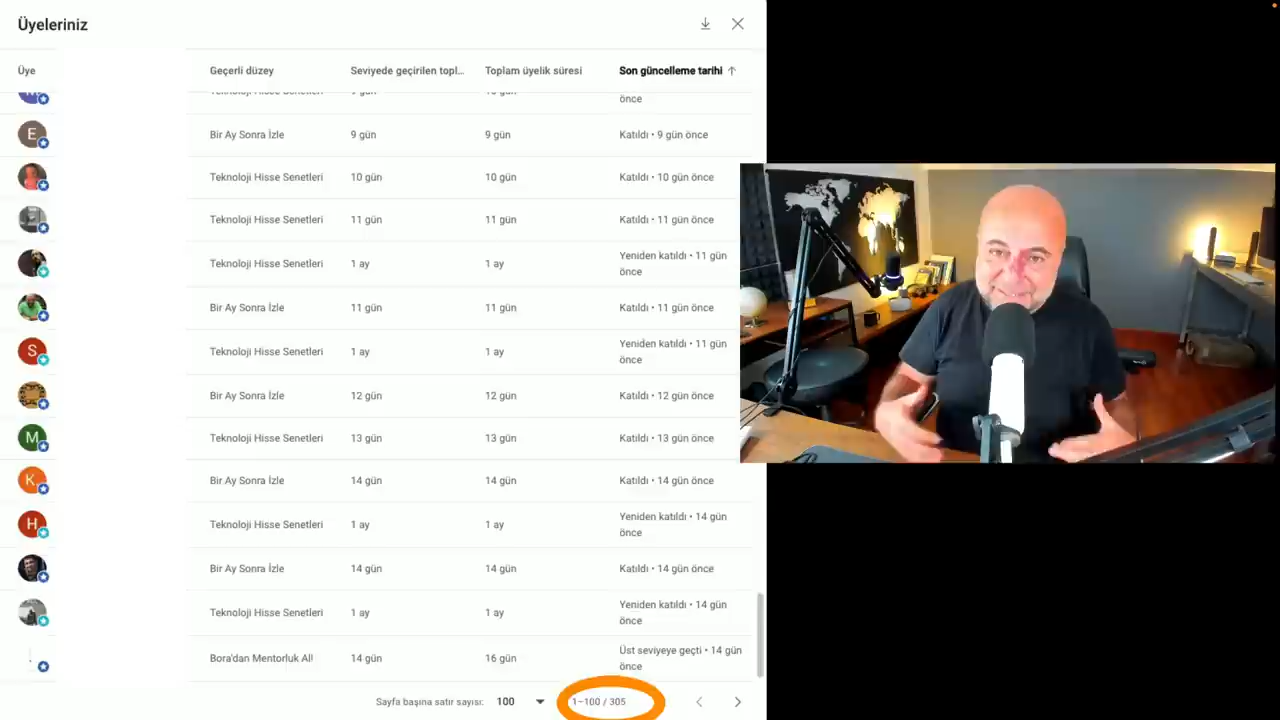 Üyeleriniz
Üye Geçerli düzey Seviyede geçirilen topl... Toplam üyelik süresi Son güncelleme tarihi
Teknoloji Hisse Senetleri 9 gün 10 gün önce
E Bir Ay Sonra İzle 9 gün 9 gün Katıldı • 9 gün önce
Teknoloji Hisse Senetleri 10 gün 10 gün Katıldı • 10 gün önce
Teknoloji Hisse Senetleri 11 gün 11 gün Katıldı • 11 gün önce
Teknoloji Hisse Senetleri 1 ay 1 ay Yeniden katıldı • 11 gün
önce
Bir Ay Sonra İzle 11 gün 11 gün Katıldı • 11 gün önce
S Teknoloji Hisse Senetleri 1 ay 1 ay Yeniden katıldı • 11 gün
önce
Bir Ay Sonra İzle 12 gün 12 gün Katıldı • 12 gün önce
M Teknoloji Hisse Senetleri 13 gün 13 gün Katıldı • 13 gün önce
K Bir Ay Sonra İzle 14 gün 14 gün Katıldı • 14 gün önce
H Teknoloji Hisse Senetleri 1 ay 1 ay Yeniden katıldı • 14 gün
önce
Bir Ay Sonra İzle 14 gün 14 gün Katıldı • 14 gün önce
Teknoloji Hisse Senetleri 1 ay 1 ay Yeniden katıldı • 14 gün
önce
Bora'dan Mentorluk Al! 14 gün 16 gün Üst seviyeye geçti • 14 gün
önce
Sayfa başına satır sayısı: 100 1–100 / 305